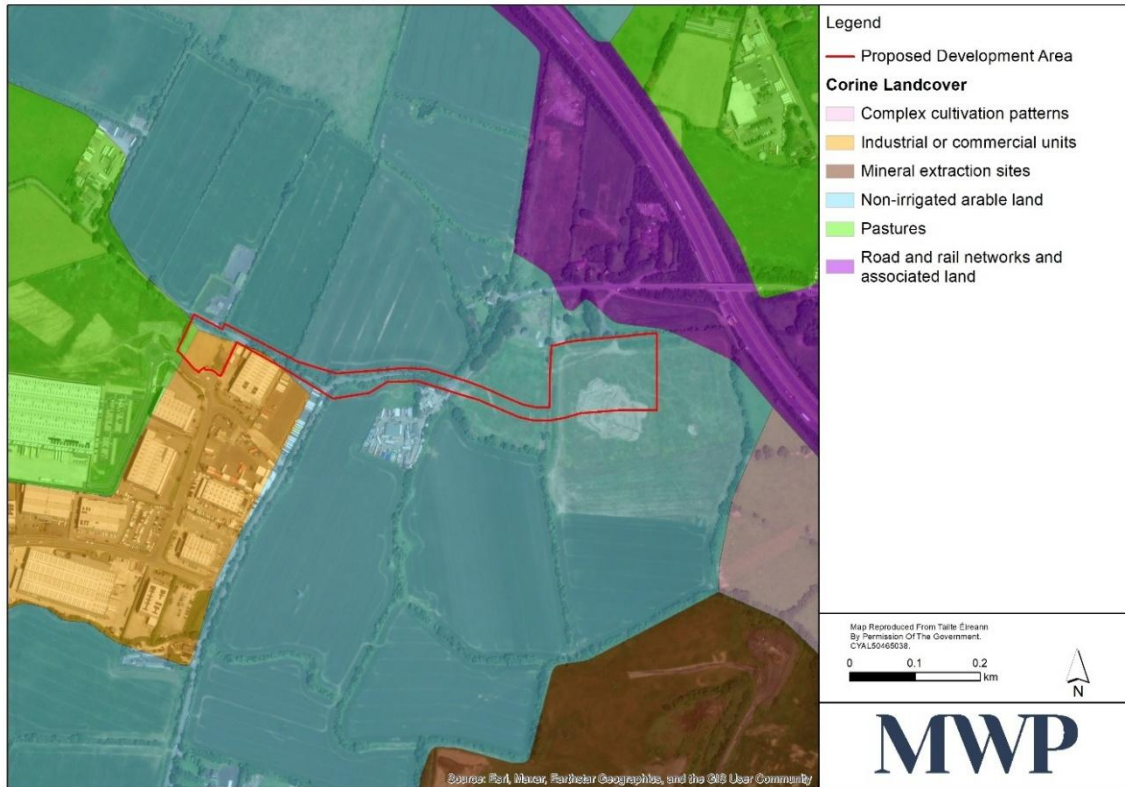 Legend
Proposed Development Area
Corine Landcover
Complex cultivation patterns
Industrial or commercial units
Mineral extraction sites
Non-irrigated arable land
Pastures
Road and rail networks and
associated land
Map Reproduced From Tailte Éireann
By Permission Of The Government.
CYAL50465038.
0 0.1 0.2
km
N
MWP
Source: Esri, Maxar, Earthstar Geographics, and the GIS User Community